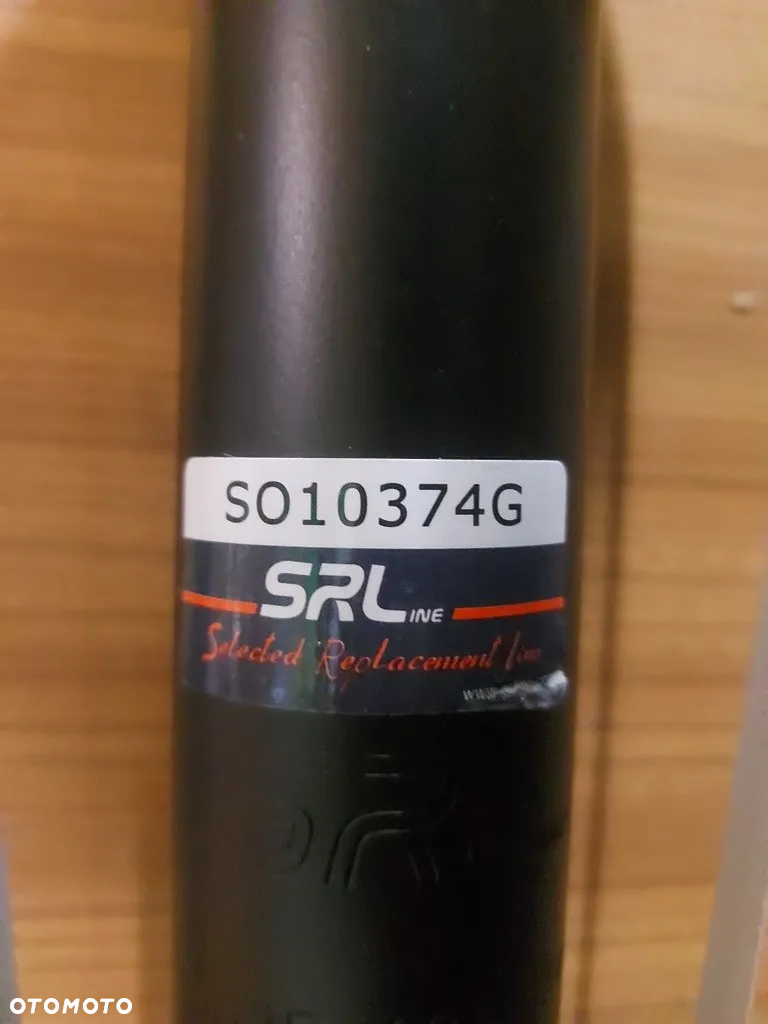 SO10374G
SRLINE
Selected Replacement line
OTOMOTO